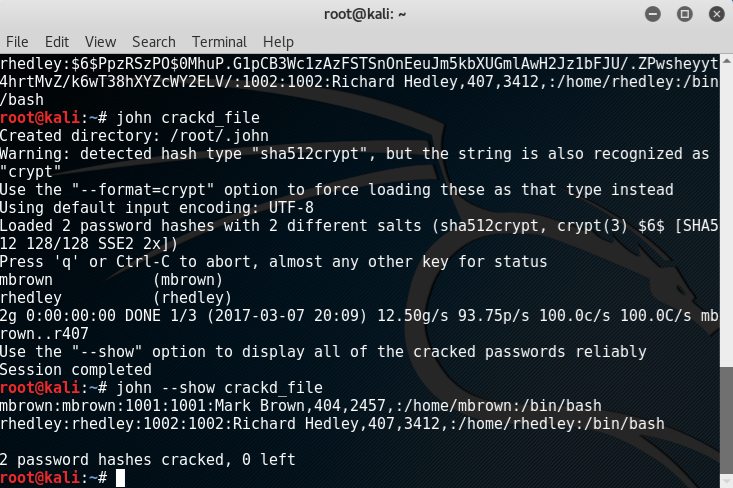 root@kali: ~
File Edit View Search Terminal Help
rhedley:$6$PpzRSzPO$0MhuP.G1pCB3Wc1zAzFSTSnOnEeuJm5kbXUGmlAwH2Jz1bFJU/.ZPwsheyyt
4hrtMvZ/k6wT38hXYZcWY2ELV/:1002:1002:Richard Hedley,407,3412,:/home/rhedley:/bin
/bash
root@kali:~# john crackd_file
Created directory: /root/.john
Warning: detected hash type "sha512crypt", but the string is also recognized as
"crypt"
Use the "--format=crypt" option to force loading these as that type instead
Using default input encoding: UTF-8
Loaded 2 password hashes with 2 different salts (sha512crypt, crypt(3) $6$ [SHA5
12 128/128 SSE2 2x])
Press 'q' or Ctrl-C to abort, almost any other key for status
mbrown (mbrown)
rhedley (rhedley)
2g 0:00:00:00 DONE 1/3 (2017-03-07 20:09) 12.50g/s 93.75p/s 100.0c/s 100.0C/s mb
rown..r407
Use the "--show" option to display all of the cracked passwords reliably
Session completed
root@kali:~# john --show crackd_file
mbrown:mbrown:1001:1001:Mark Brown,404,2457,:/home/mbrown:/bin/bash
rhedley:rhedley:1002:1002:Richard Hedley,407,3412,:/home/rhedley:/bin/bash
2 password hashes cracked, 0 left
root@kali:~#